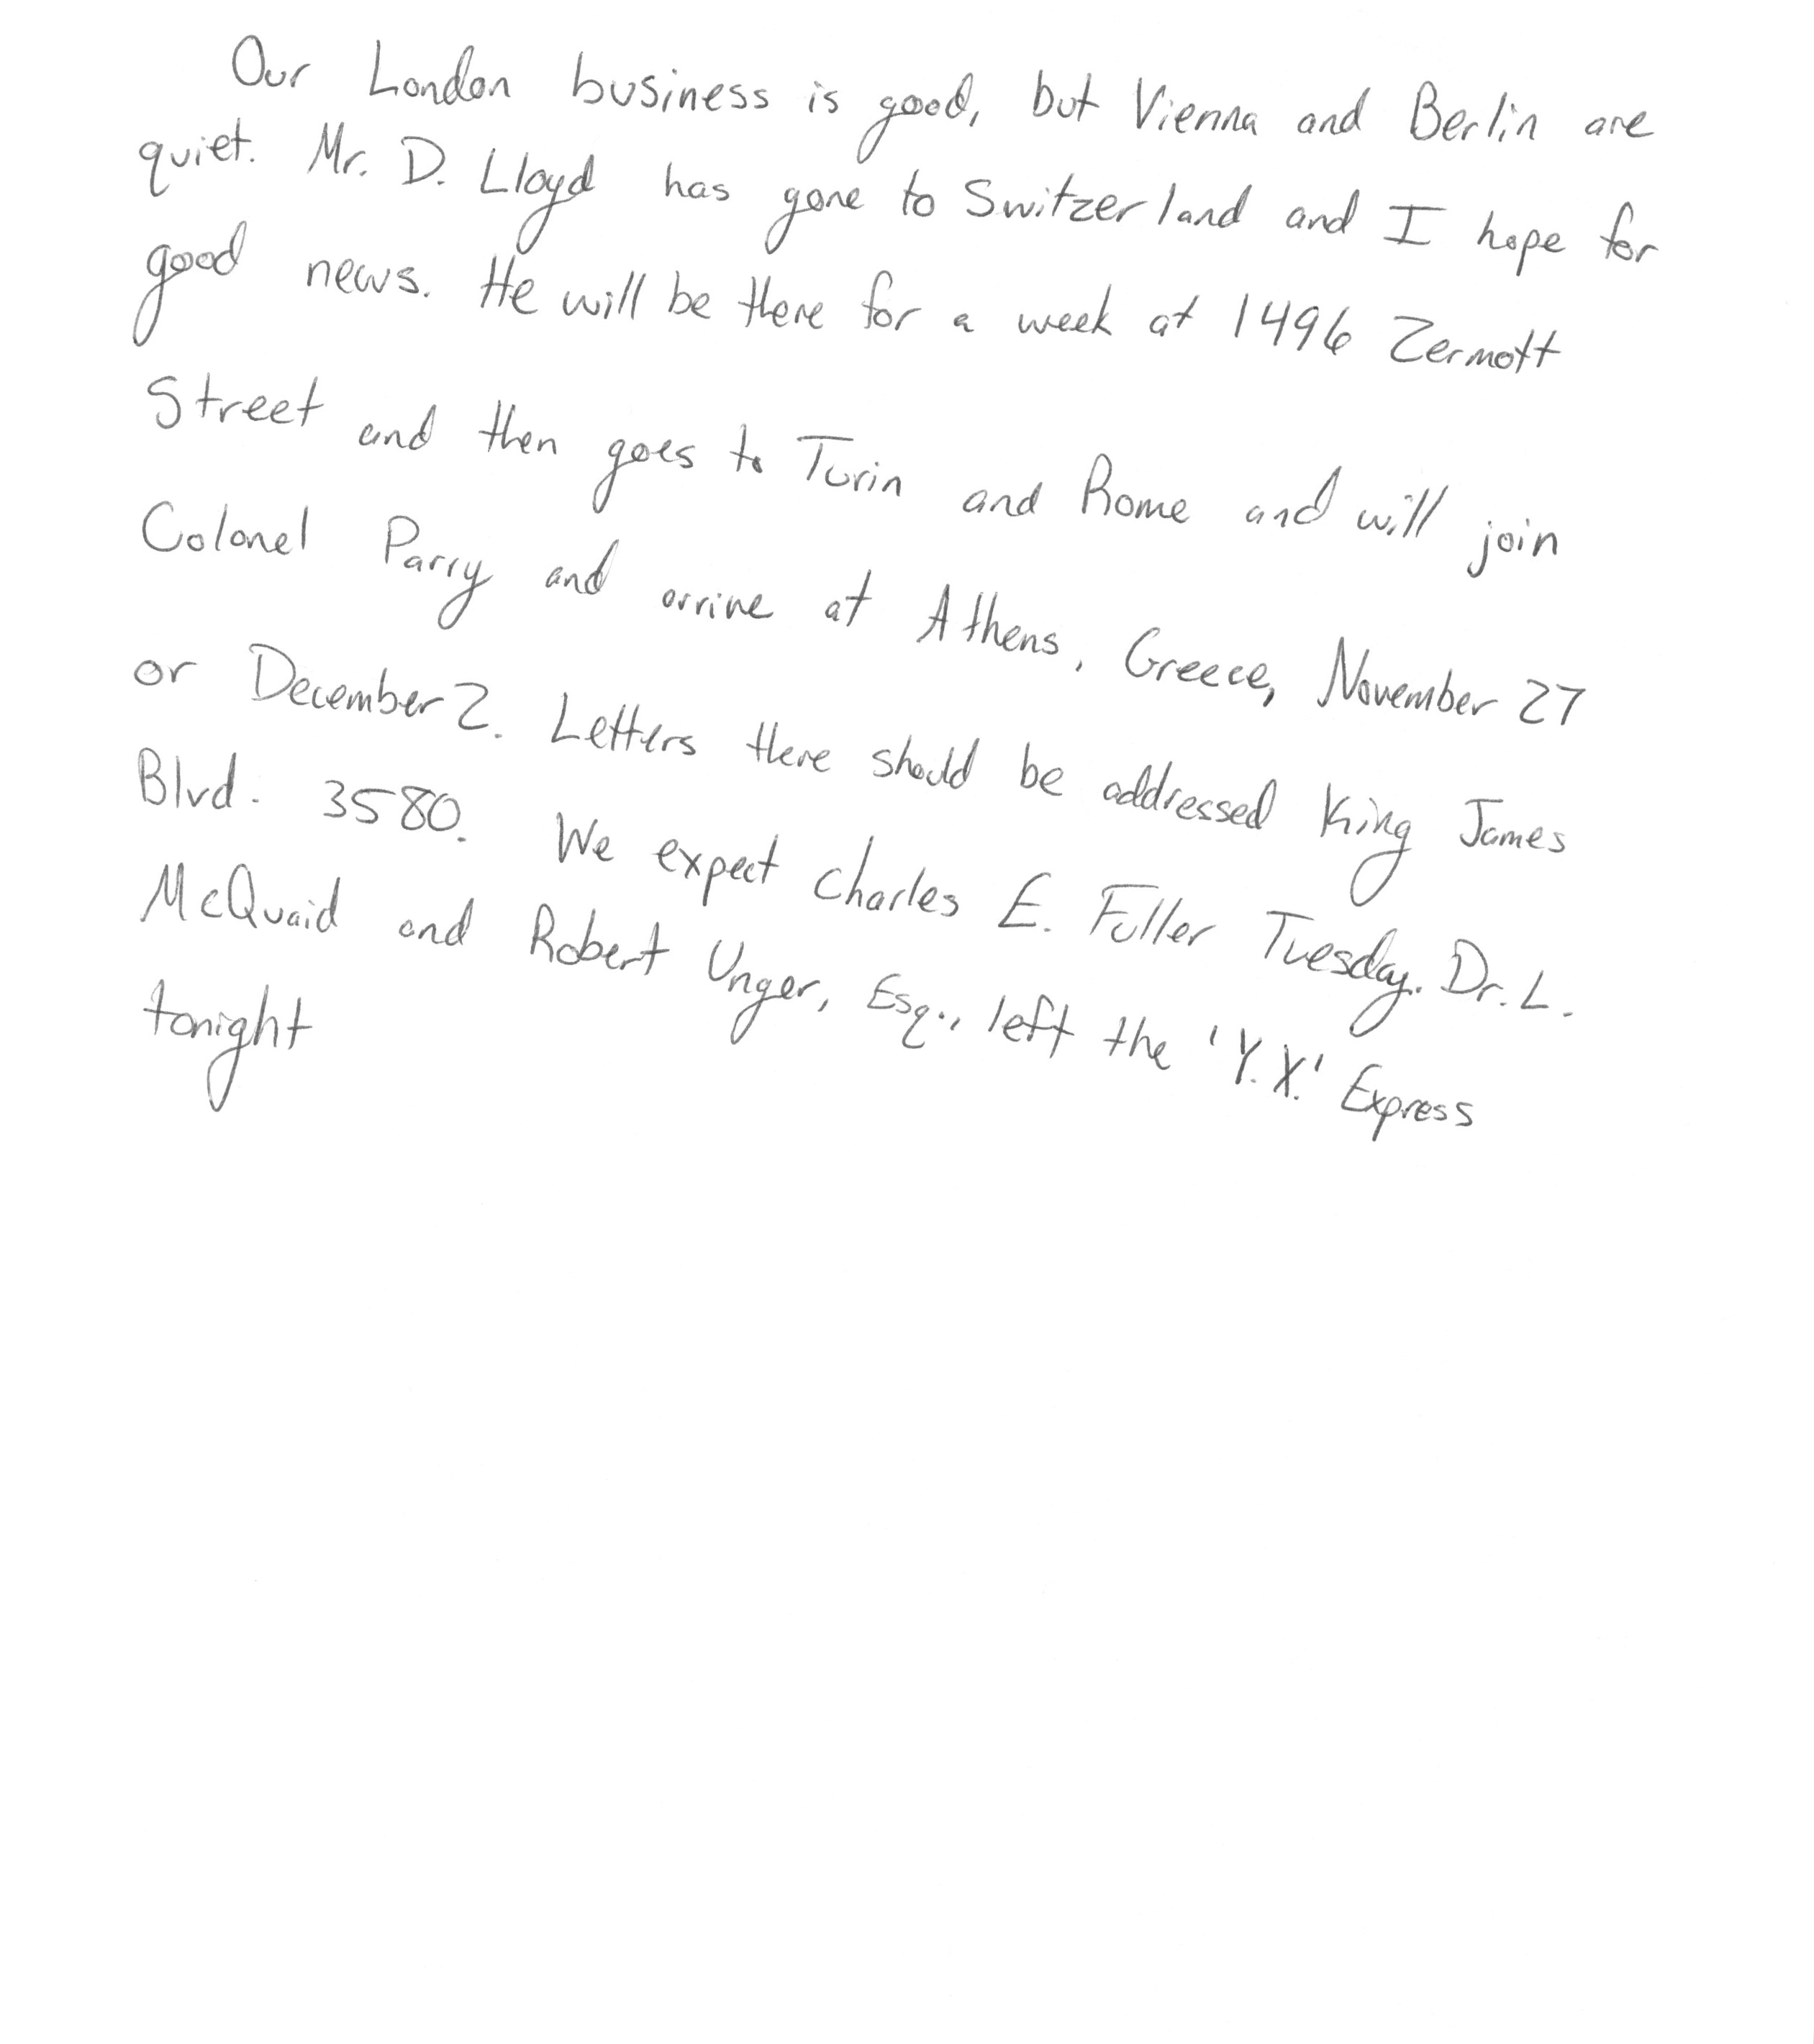 Our London business is good, but Vienna and Berlin are
quiet. Mr. D. Lloyd has gone to Switzerland and I hope for
good news. He will be there for a week at 1496 Zermott
Street and then goes to Turin and Rome and will join
Colonel Parry and arrive at Athens, Greece, November 27
or December 2. Letters there should be addressed King James
Blvd. 3580. We expect Charles E. Fuller Tuesday. Dr. L.
McQuaid and Robert Unger, Esq., left the 'Y.X.' Express
tonight